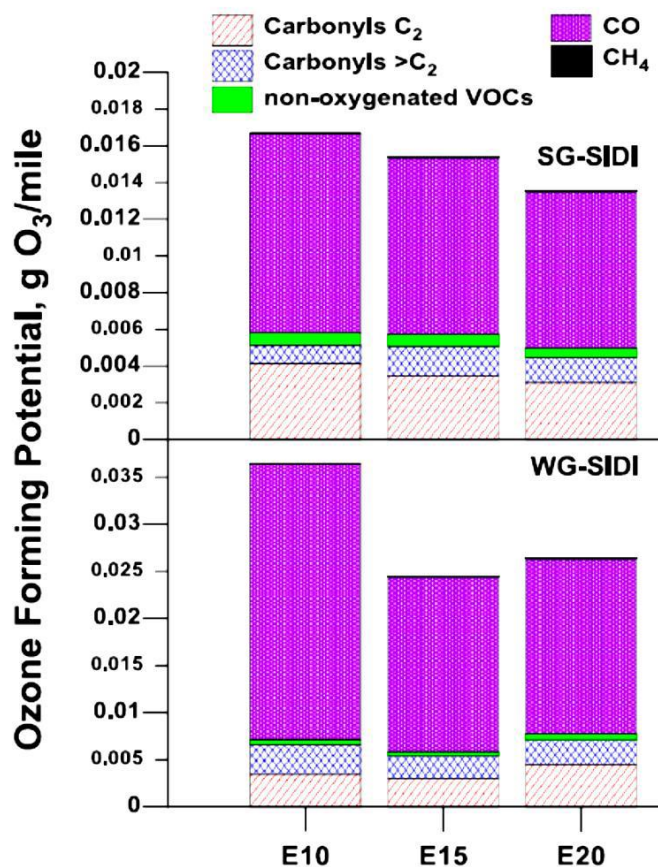 Carbonyls C2
Carbonyls >C2
non-oxygenated VOCs
CO
CH4
Ozone Forming Potential, g O3/mile
0.02
0.018
0.016
0.014
0.012
0.01
0.008
0.006
0.004
0.002
0
SG-SIDI
0.035
0.03
0.025
0.02
0.015
0.01
0.005
0
WG-SIDI
E10
E15
E20